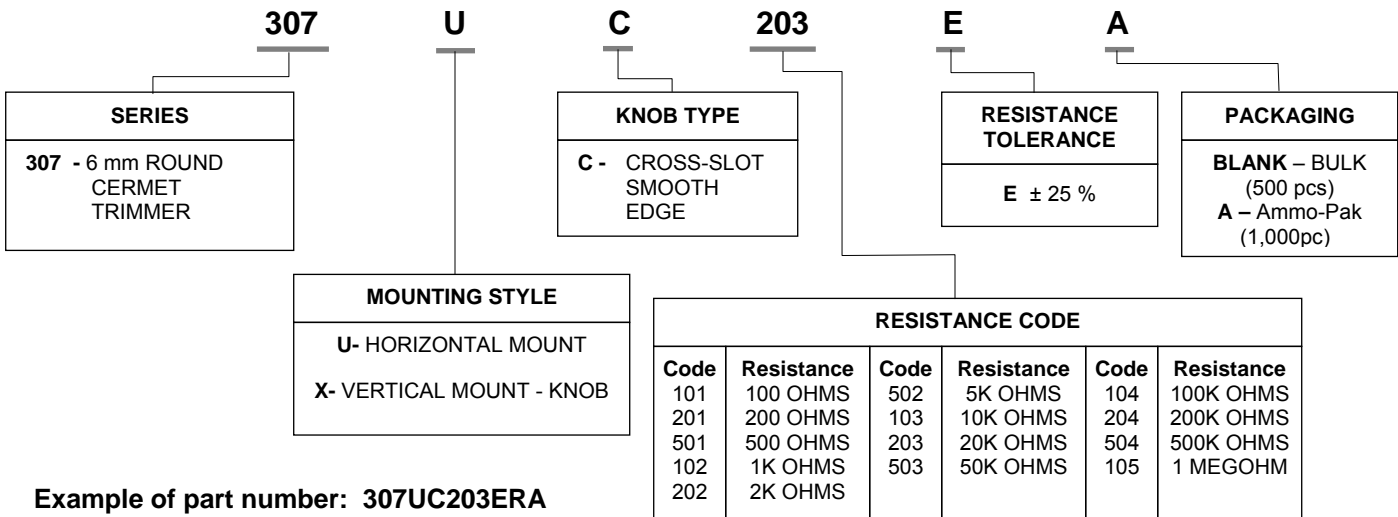 307 U C 203 E A
SERIES
307 - 6 mm ROUND
CERMET
TRIMMER
KNOB TYPE
C - CROSS-SLOT
SMOOTH
EDGE
RESISTANCE
TOLERANCE
E ± 25 %
PACKAGING
BLANK – BULK
(500 pcs)
A – Ammo-Pak
(1,000pc)
MOUNTING STYLE
U- HORIZONTAL MOUNT
X- VERTICAL MOUNT - KNOB
RESISTANCE CODE
Code Resistance Code Resistance Code Resistance
101 100 OHMS 502 5K OHMS 104 100K OHMS
201 200 OHMS 103 10K OHMS 204 200K OHMS
501 500 OHMS 203 20K OHMS 504 500K OHMS
102 1K OHMS 503 50K OHMS 105 1 MEGOHM
202 2K OHMS
Example of part number: 307UC203ERA